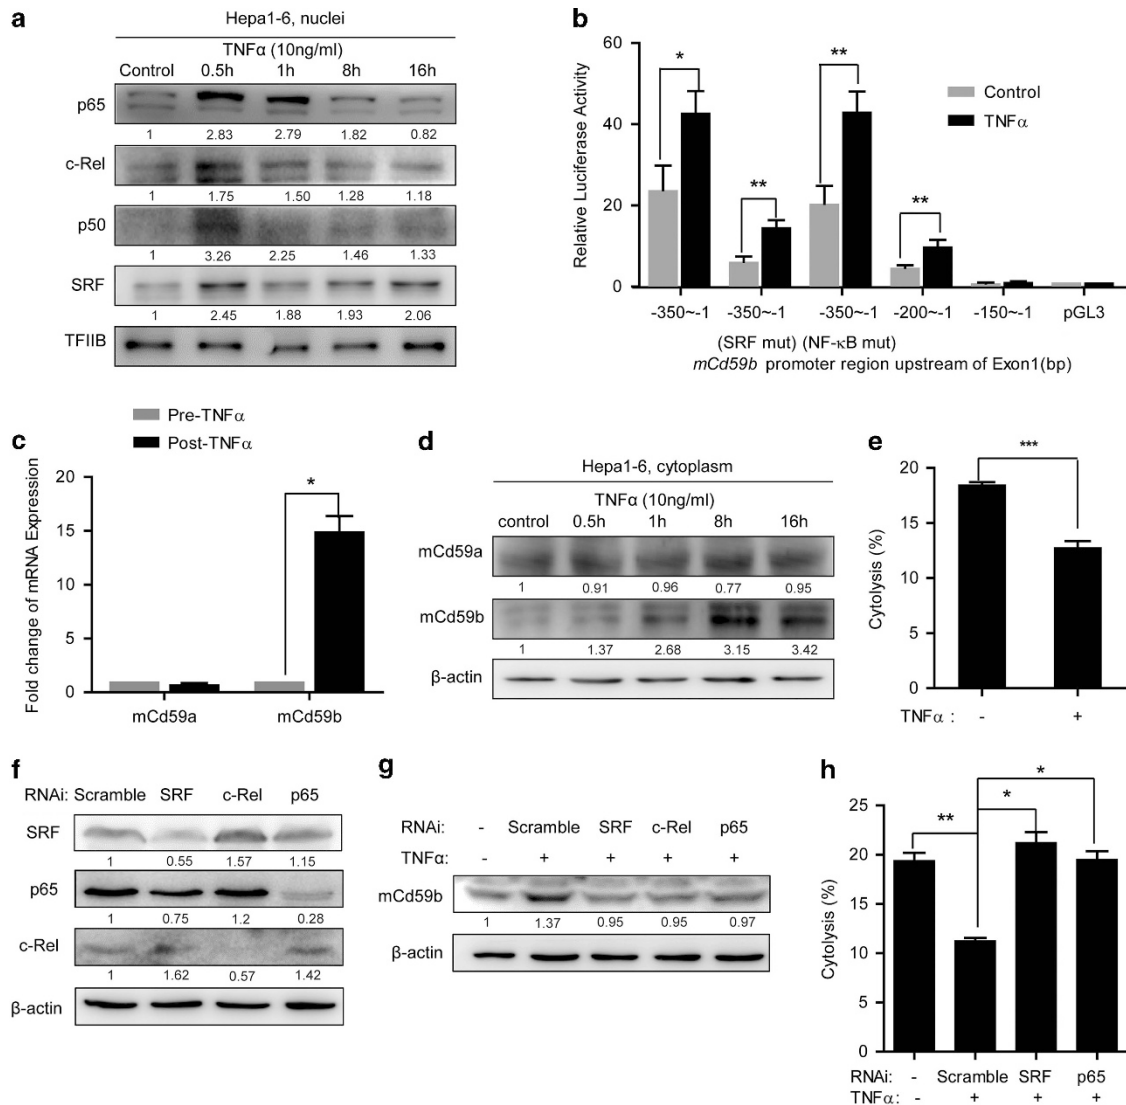 a
Hepa1-6, nuclei
TNFα (10ng/ml)
Control 0.5h 1h 8h 16h
p65
1 2.83 2.79 1.82 0.82
c-Rel
1 1.75 1.50 1.28 1.18
p50
1 3.26 2.25 1.46 1.33
SRF
1 2.45 1.88 1.93 2.06
TFIIB
b
Relative Luciferase Activity
60
40
20
0
* ** ** **
Control
TNFα
-350~-1 -350~-1 -350~-1 -200~-1 -150~-1 pGL3
(SRF mut) (NF-κB mut)
mCd59b promoter region upstream of Exon1(bp)
c
Pre-TNFα
Post-TNFα
Fold change of mRNA Expression
20
15
10
5
0
*
mCd59a mCd59b
d
Hepa1-6, cytoplasm
TNFα (10ng/ml)
control 0.5h 1h 8h 16h
mCd59a
1 0.91 0.96 0.77 0.95
mCd59b
1 1.37 2.68 3.15 3.42
β-actin
e
Cytolysis (%)
20
15
10
5
0
***
TNFα : - +
f
RNAi: Scramble SRF c-Rel p65
SRF
1 0.55 1.57 1.15
p65
1 0.75 1.2 0.28
c-Rel
1 1.62 0.57 1.42
β-actin
g
RNAi: - Scramble SRF c-Rel p65
TNFα: - + + + +
mCd59b
1 1.37 0.95 0.95 0.97
β-actin
h
Cytolysis (%)
25
20
15
10
5
0
** * *
RNAi: - Scramble SRF p65
TNFα: - + + +